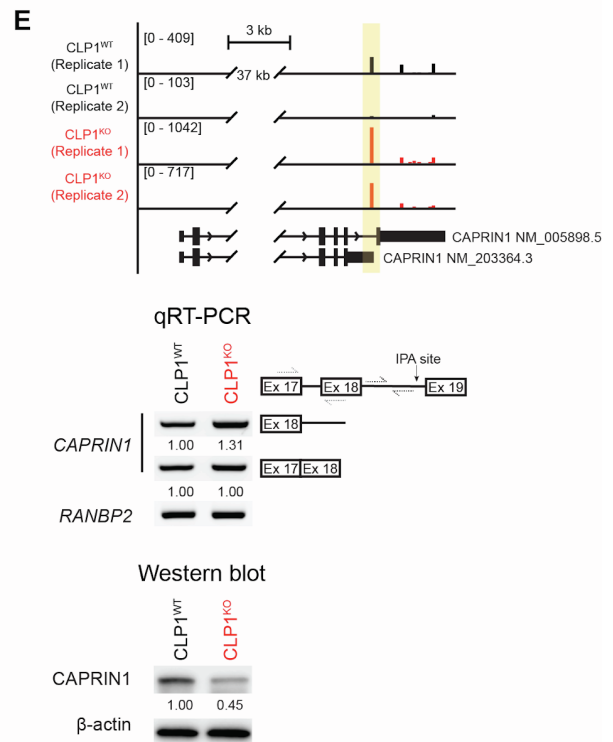 E
3 kb
CLP1WT
(Replicate 1)
[0 - 409]
37 kb
CLP1WT
(Replicate 2)
[0 - 103]
CLP1KO
(Replicate 1)
[0 - 1042]
CLP1KO
(Replicate 2)
[0 - 717]
CAPRIN1 NM_005898.5
CAPRIN1 NM_203364.3
qRT-PCR
CLP1WT
CLP1KO
IPA site
Ex 17
Ex 18
Ex 19
CAPRIN1
Ex 18
1.00 1.31
Ex 17 Ex 18
1.00 1.00
RANBP2
Western blot
CLP1WT
CLP1KO
CAPRIN1
1.00 0.45
β-actin